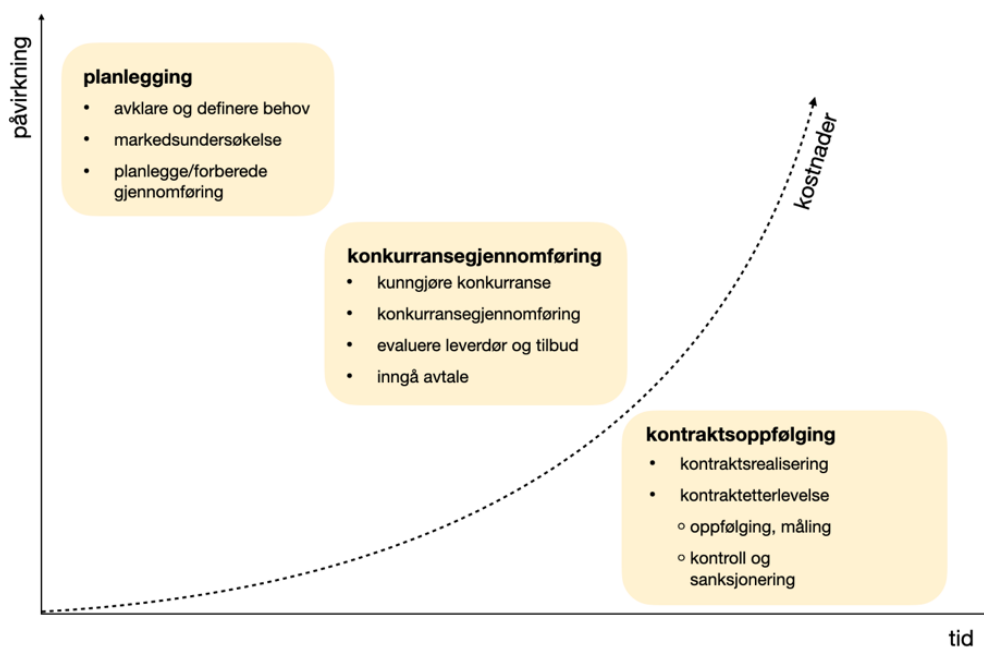 påvirkning
planlegging
• avklare og definere behov
• markedsundersøkelse
• planlegge/forberede
gjennomføring
kostnader
konkurransegjennomføring
• kunngjøre konkurranse
• konkurransegjennomføring
• evaluere leverdør og tilbud
• inngå avtale
kontraktsoppfølging
• kontraktsrealisering
• kontraktetterlevelse
○ oppfølging, måling
○ kontroll og
sanksjonering
tid